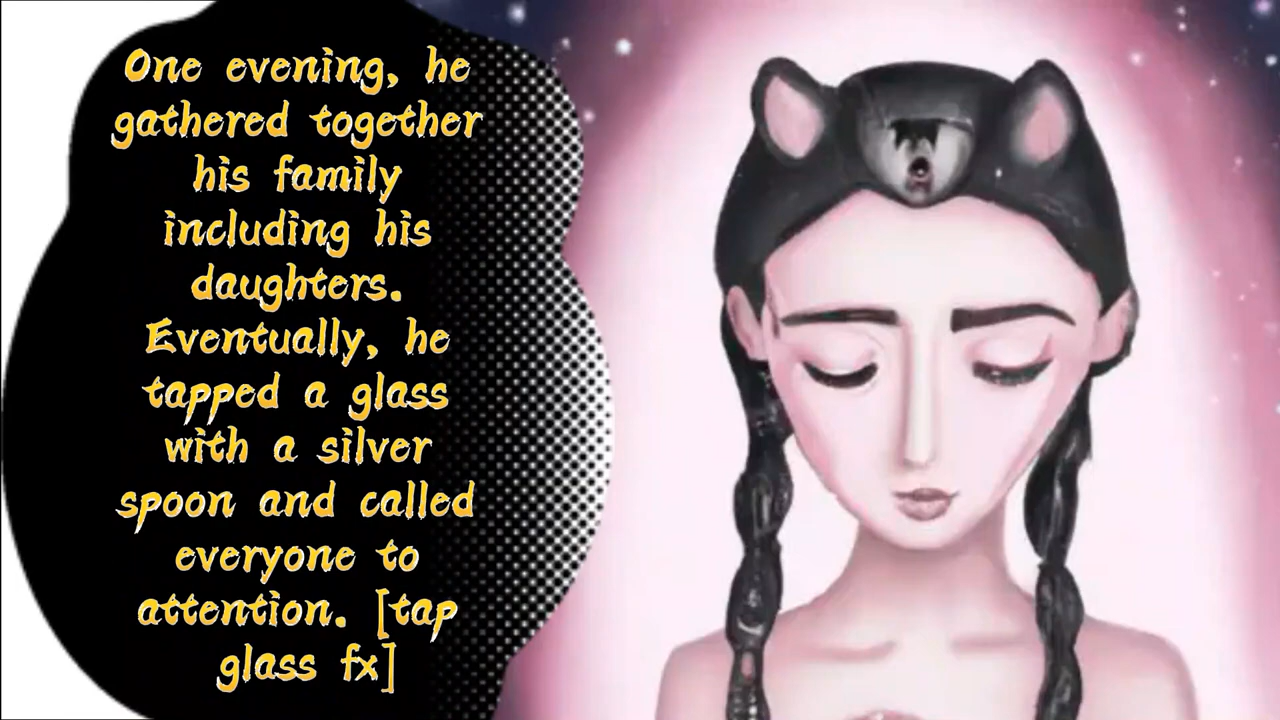 One evening, he
gathered together
his family
including his
daughters.
Eventually, he
tapped a glass
with a silver
spoon and called
everyone to
attention. [tap
glass fx]